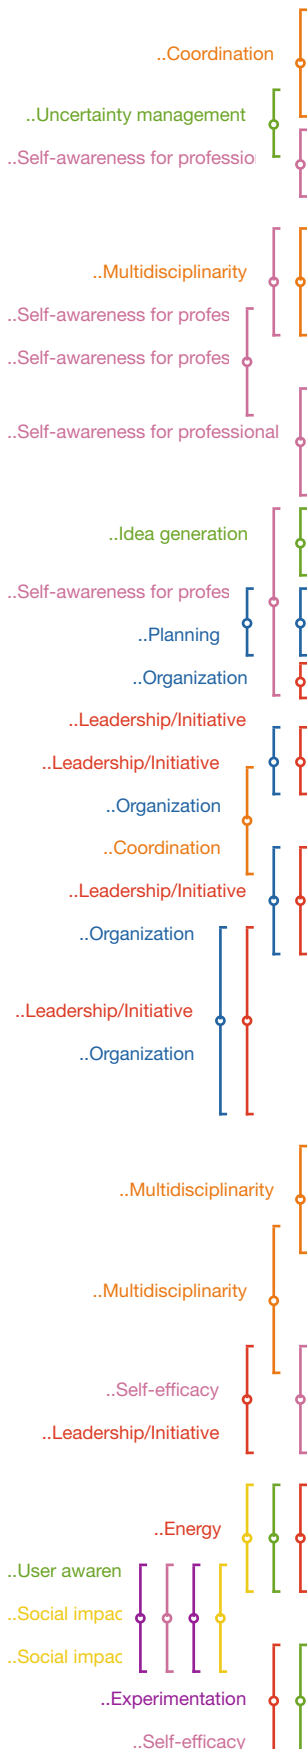 ..Coordination
..Uncertainty management
..Self-awareness for professio
..Multidisciplinarity
..Self-awareness for profes
..Self-awareness for profes
..Self-awareness for professional
..Idea generation
..Self-awareness for profes
..Planning
..Organization
..Leadership/Initiative
..Leadership/Initiative
..Organization
..Coordination
..Leadership/Initiative
..Organization
..Leadership/Initiative
..Organization
..Multidisciplinarity
..Multidisciplinarity
..Self-efficacy
..Leadership/Initiative
..Energy
..User awaren
..Social impac
..Social impac
..Experimentation
..Self-efficacy